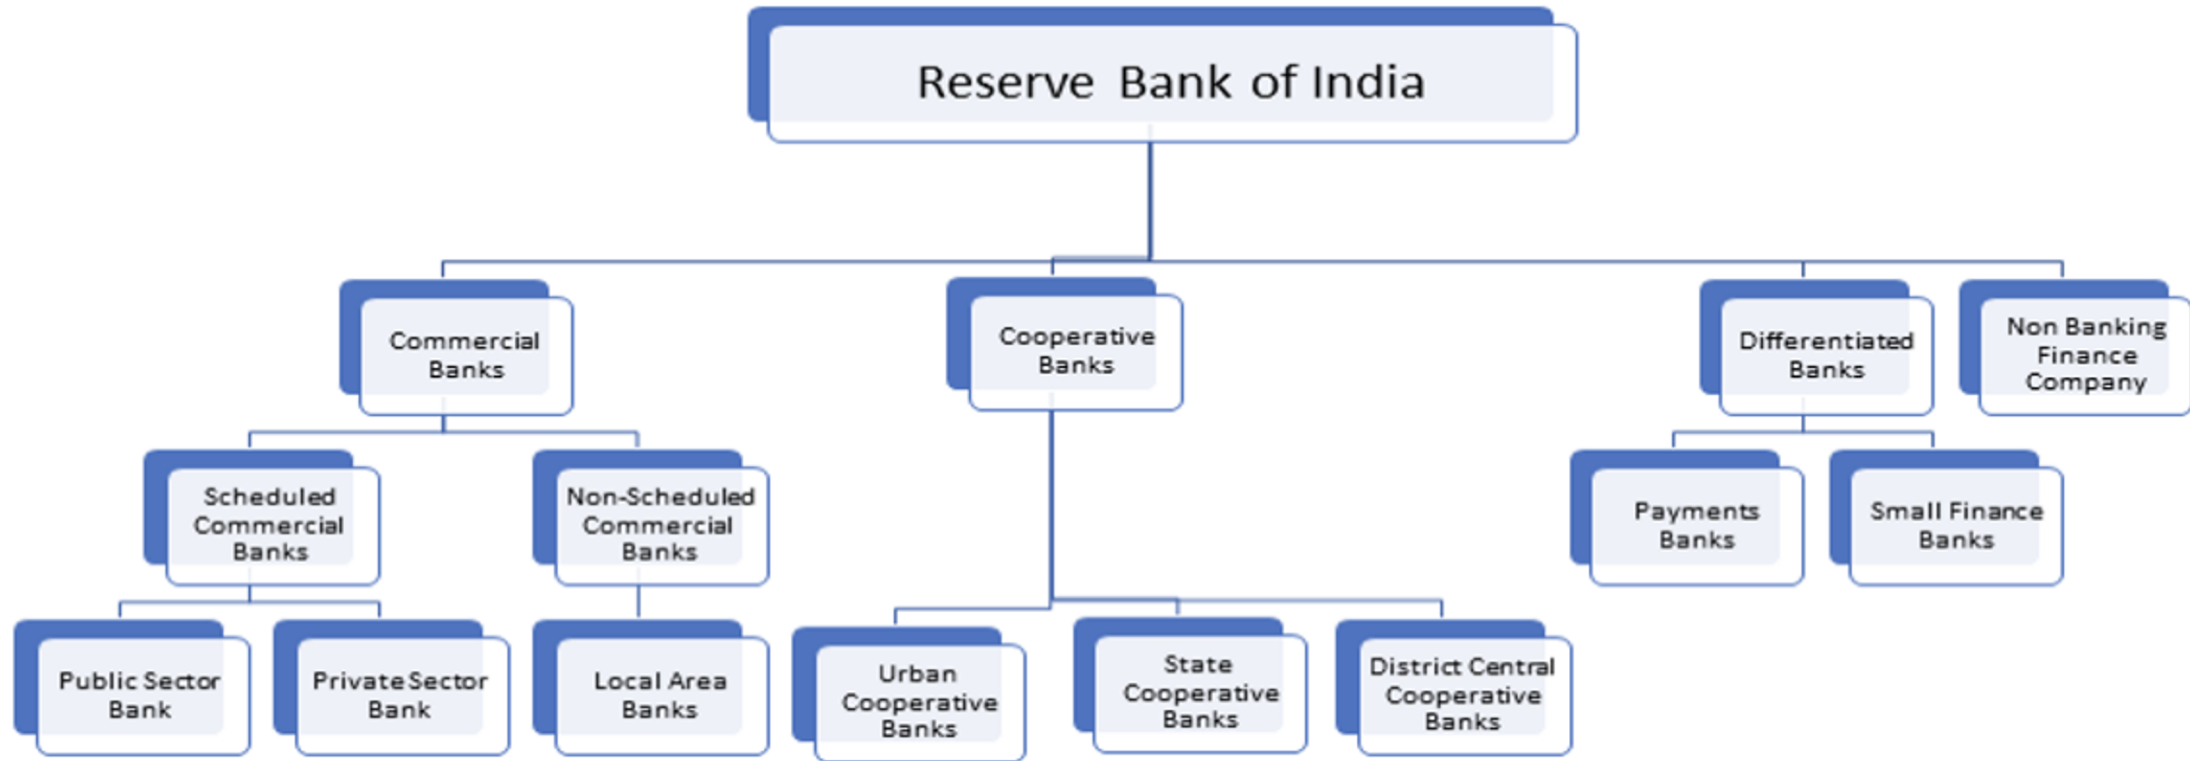 Reserve Bank of India
Commercial
Banks
Cooperative
Banks
Differentiated
Banks
Non Banking
Finance
Company
Scheduled
Commercial
Banks
Non-Scheduled
Commercial
Banks
Payments
Banks
Small Finance
Banks
Public Sector
Bank
Private Sector
Bank
Local Area
Banks
Urban
Cooperative
Banks
State
Cooperative
Banks
District Central
Cooperative
Banks